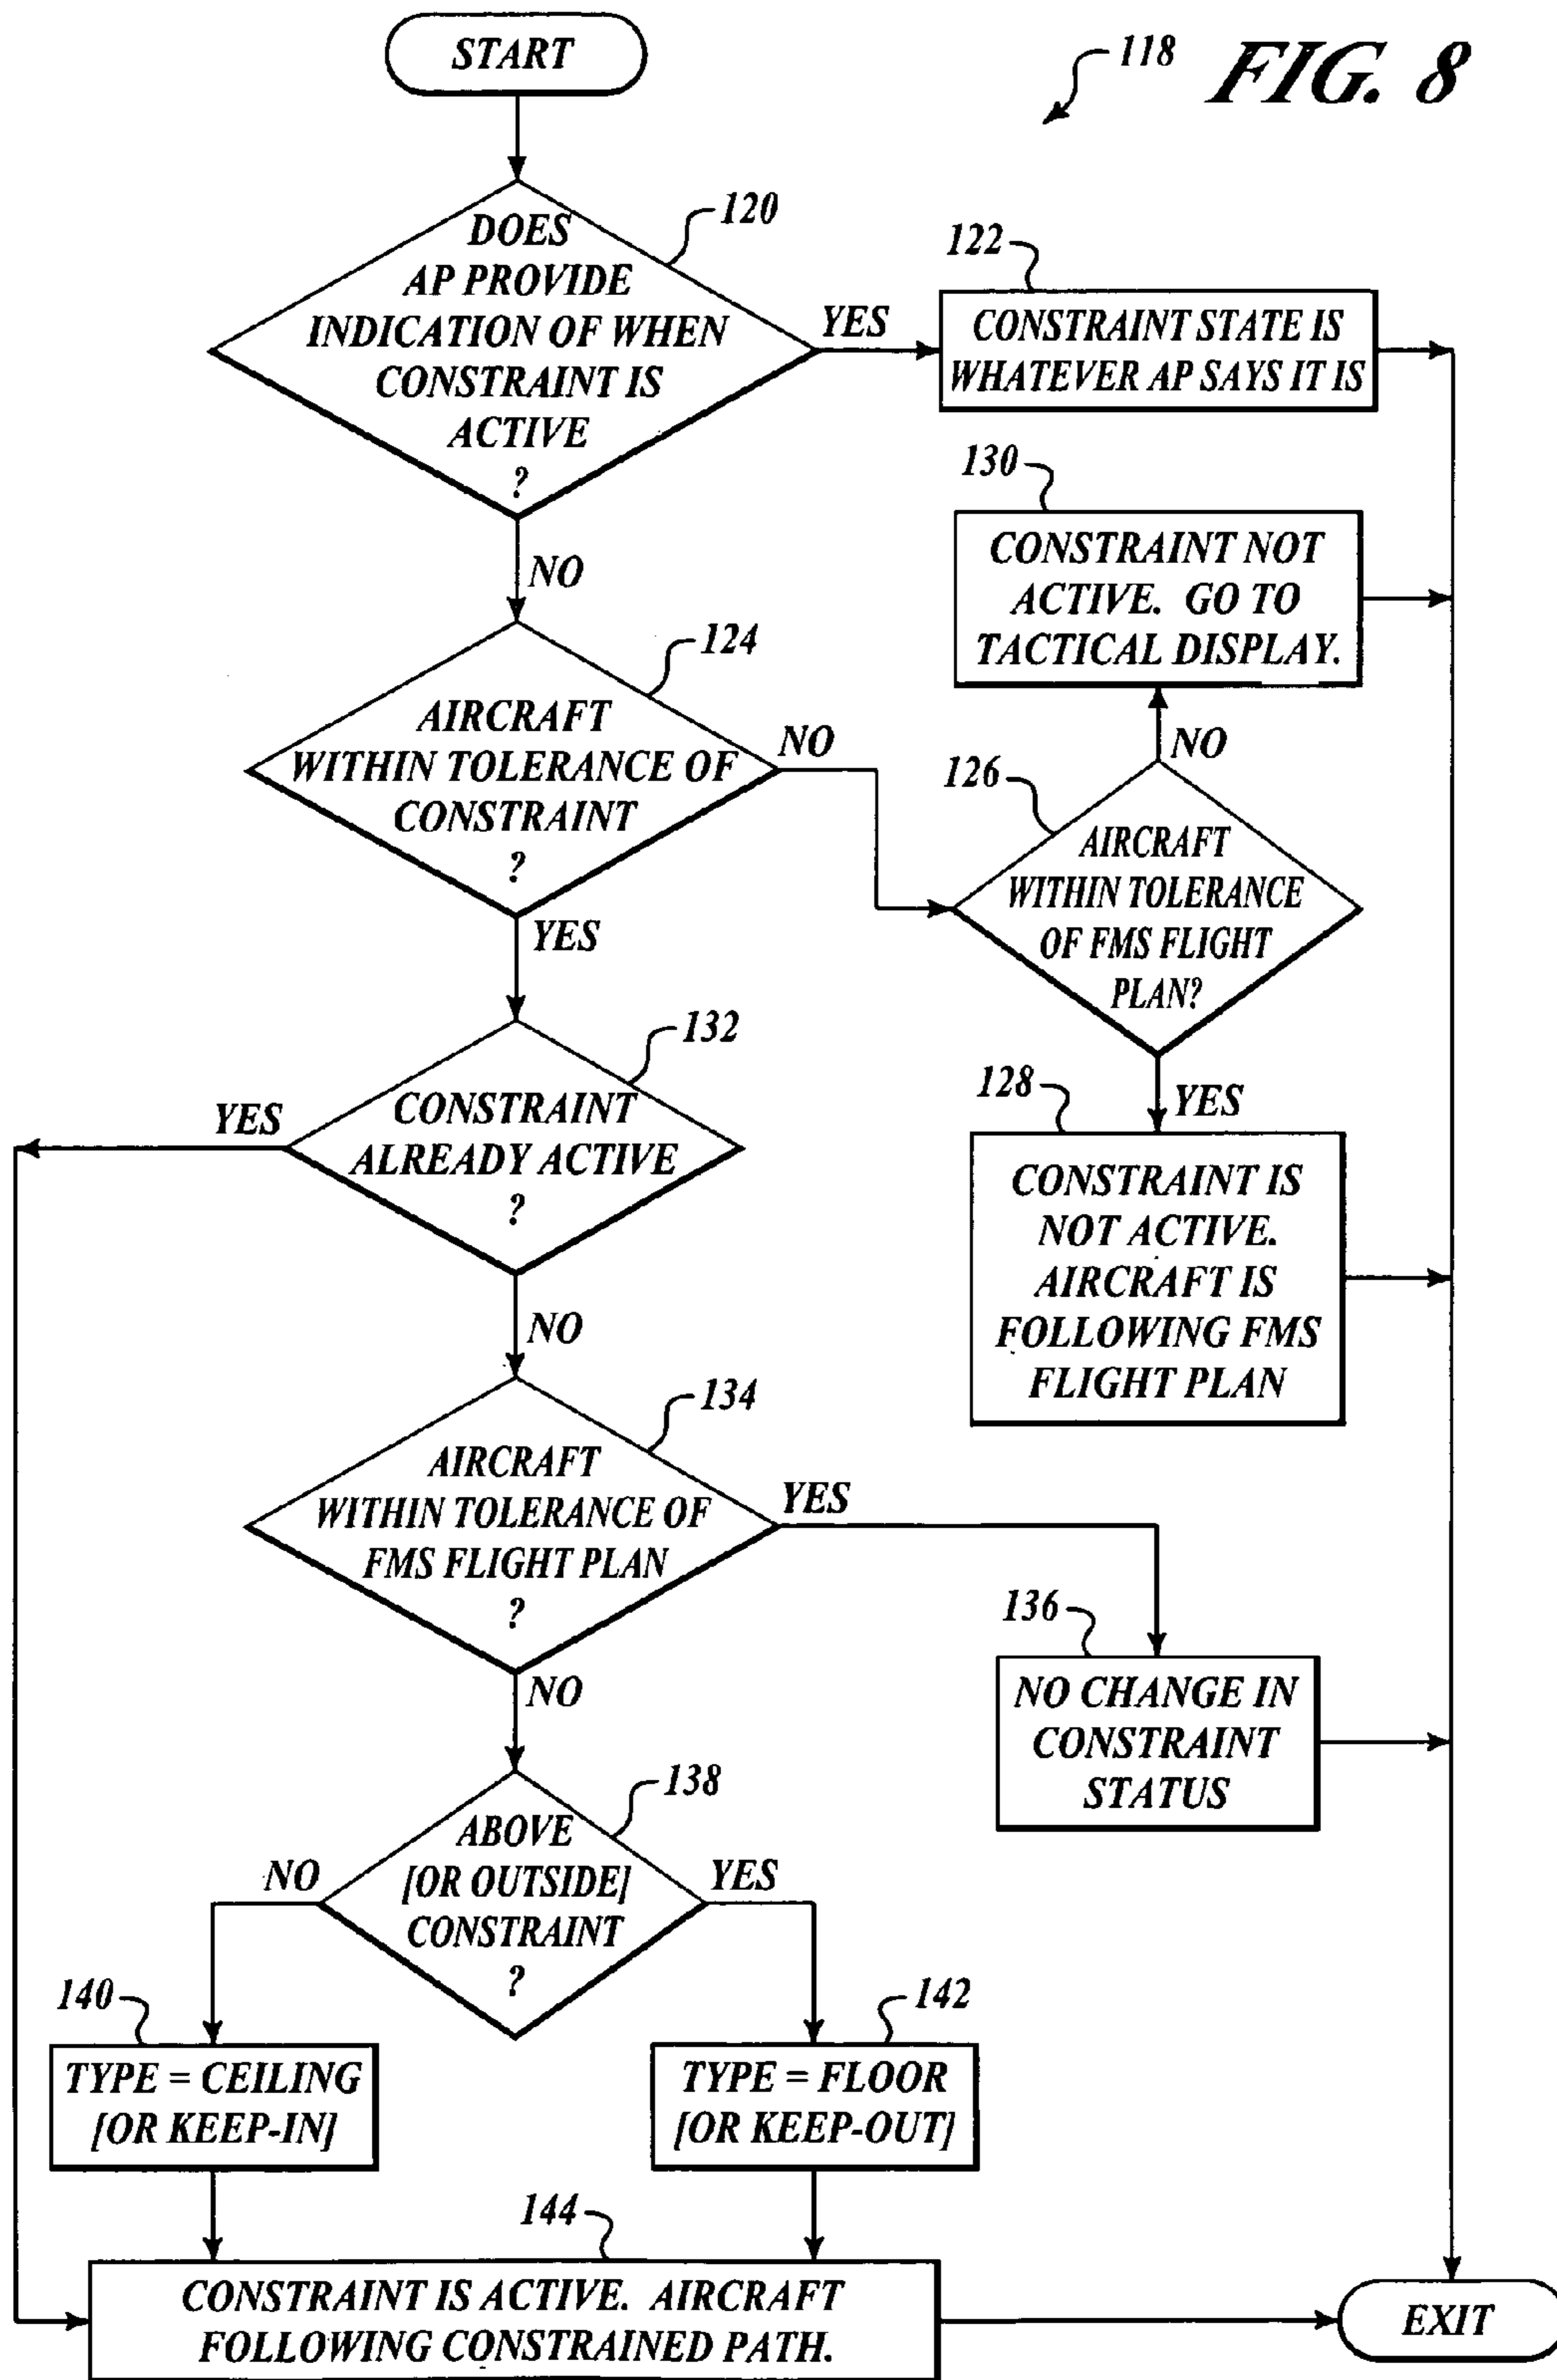 START
118
FIG. 8
120
DOES
AP PROVIDE
INDICATION OF WHEN
CONSTRAINT IS
ACTIVE
?
YES
122
CONSTRAINT STATE IS
WHATEVER AP SAYS IT IS
NO
130
CONSTRAINT NOT
ACTIVE. GO TO
TACTICAL DISPLAY.
124
AIRCRAFT
WITHIN TOLERANCE OF
CONSTRAINT
?
NO
NO
126
AIRCRAFT
WITHIN TOLERANCE
OF FMS FLIGHT
PLAN?
YES
YES
128
CONSTRAINT IS
NOT ACTIVE.
AIRCRAFT IS
FOLLOWING FMS
FLIGHT PLAN
132
CONSTRAINT
ALREADY ACTIVE
?
YES
NO
134
AIRCRAFT
WITHIN TOLERANCE OF
FMS FLIGHT PLAN
?
YES
136
NO CHANGE IN
CONSTRAINT
STATUS
NO
138
ABOVE
[OR OUTSIDE]
CONSTRAINT
?
NO
YES
140
TYPE = CEILING
[OR KEEP-IN]
142
TYPE = FLOOR
[OR KEEP-OUT]
144
CONSTRAINT IS ACTIVE. AIRCRAFT
FOLLOWING CONSTRAINED PATH.
EXIT